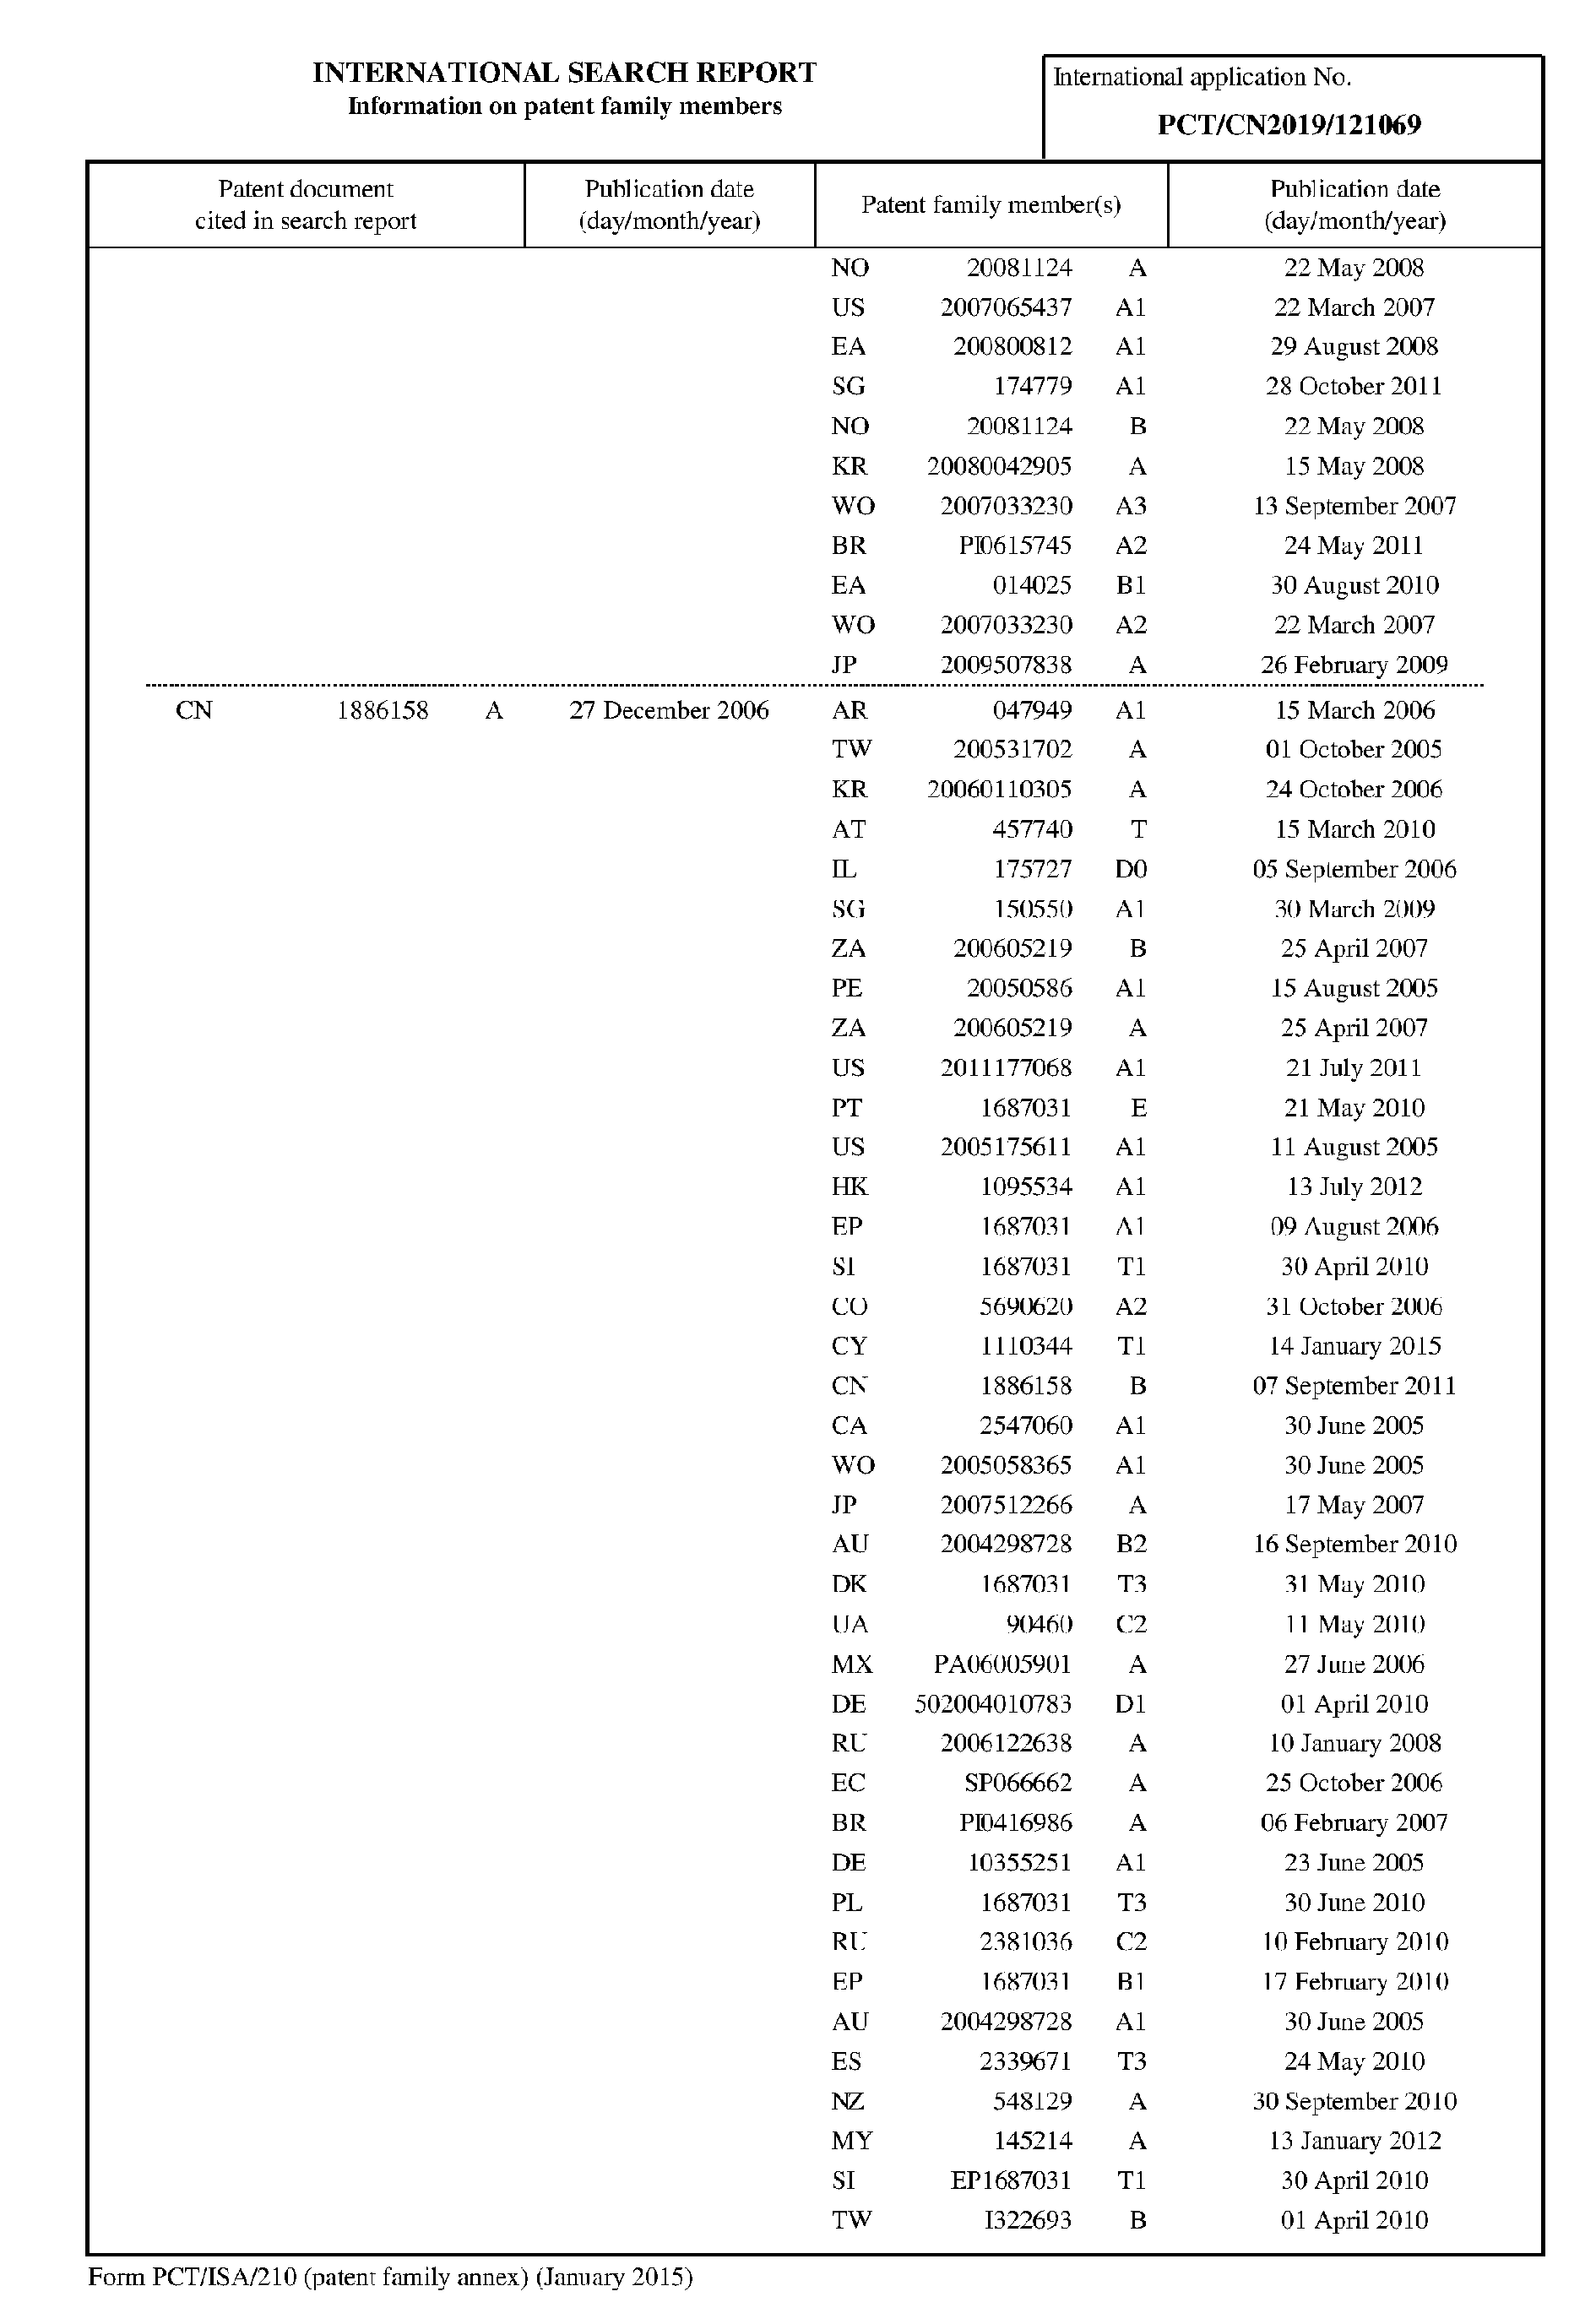 INTERNATIONAL SEARCH REPORT
Information on patent family members
International application No.
PCT/CN2019/121069
Patent document
cited in search report
Publication date
(day/month/year)
Patent family member(s)
Publication date
(day/month/year)
NO 20081124 A 22 May 2008
US 2007065437 A1 22 March 2007
EA 200800812 A1 29 August 2008
SG 174779 A1 28 October 2011
NO 20081124 B 22 May 2008
KR 20080042905 A 15 May 2008
WO 2007033230 A3 13 September 2007
BR PI0615745 A2 24 May 2011
EA 014025 B1 30 August 2010
WO 2007033230 A2 22 March 2007
JP 2009507838 A 26 February 2009
CN 1886158 A 27 December 2006 AR 047949 A1 15 March 2006
TW 200531702 A 01 October 2005
KR 20060110305 A 24 October 2006
AT 457740 T 15 March 2010
IL 175727 D0 05 September 2006
SG 150550 A1 30 March 2009
ZA 200605219 B 25 April 2007
PE 20050586 A1 15 August 2005
ZA 200605219 A 25 April 2007
US 2011177068 A1 21 July 2011
PT 1687031 E 21 May 2010
US 2005175611 A1 11 August 2005
HK 1095534 A1 13 July 2012
EP 1687031 A1 09 August 2006
SI 1687031 T1 30 April 2010
CO 5690620 A2 31 October 2006
CY 1110344 T1 14 January 2015
CN 1886158 B 07 September 2011
CA 2547060 A1 30 June 2005
WO 2005058365 A1 30 June 2005
JP 2007512266 A 17 May 2007
AU 2004298728 B2 16 September 2010
DK 1687031 T3 31 May 2010
UA 90460 C2 11 May 2010
MX PA06005901 A 27 June 2006
DE 502004010783 D1 01 April 2010
RU 2006122638 A 10 January 2008
EC SP066662 A 25 October 2006
BR PI0416986 A 06 February 2007
DE 10355251 A1 23 June 2005
PL 1687031 T3 30 June 2010
RU 2381036 C2 10 February 2010
EP 1687031 B1 17 February 2010
AU 2004298728 A1 30 June 2005
ES 2339671 T3 24 May 2010
NZ 548129 A 30 September 2010
MY 145214 A 13 January 2012
SI EP1687031 T1 30 April 2010
TW I322693 B 01 April 2010
Form PCT/ISA/210 (patent family annex) (January 2015)